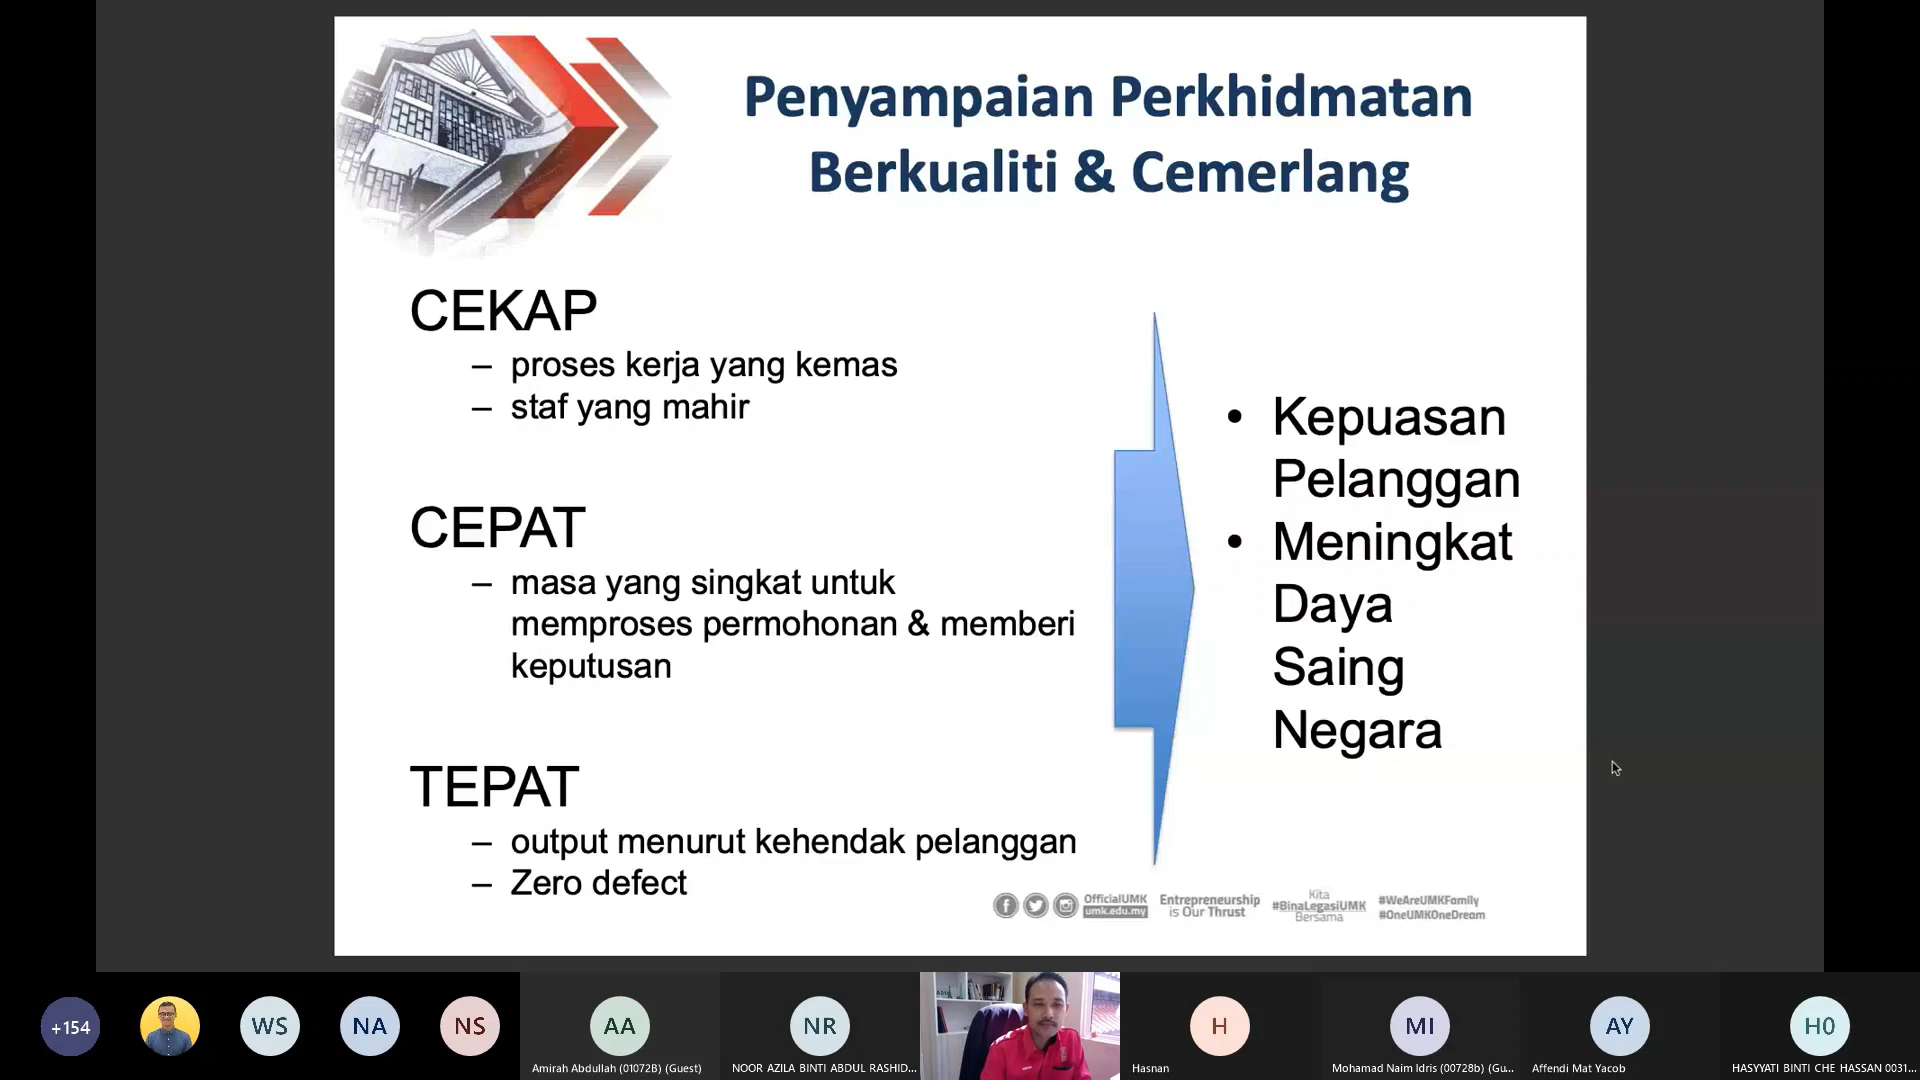 Penyampaian Perkhidmatan
Berkualiti & Cemerlang
CEKAP
– proses kerja yang kemas
– staf yang mahir
CEPAT
– masa yang singkat untuk
memproses permohonan & memberi
keputusan
TEPAT
– output menurut kehendak pelanggan
– Zero defect
• Kepuasan
Pelanggan
• Meningkat
Daya
Saing
Negara
OfficialUMK
umk.edu.my
Entrepreneurship
is Our Thrust
Kita
#BinaLegasiUMK
Bersama
#WeAreUMKFamily
#OneUMKOneDream
+154
WS
NA
NS
AA
Amirah Abdullah (01072B) (Guest)
NR
NOOR AZILA BINTI ABDUL RASHID...
H
Hasnan
MI
Mohamad Naim Idris (00728b) (Gu...
AY
Affendi Mat Yacob
H0
HASYYATI BINTI CHE HASSAN 0031...